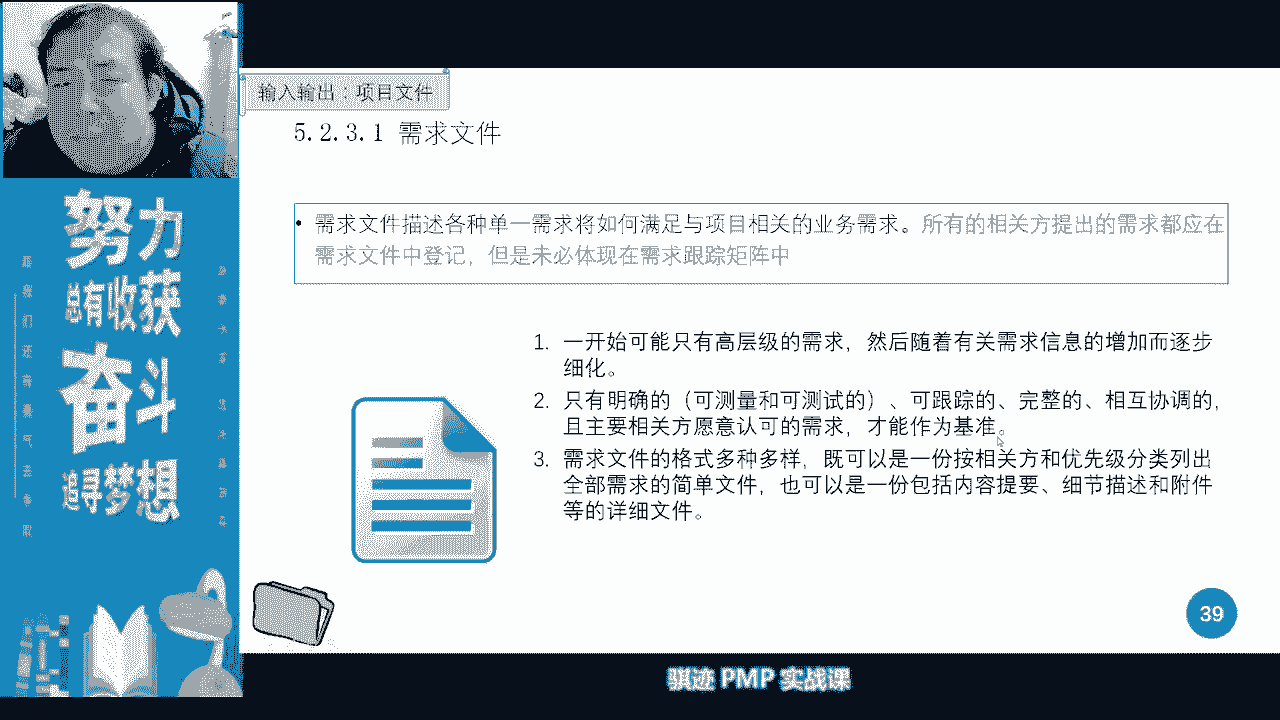 输入输出：项目文件
5.2.3.1 需求文件
• 需求文件描述各种单一需求将如何满足与项目相关的业务需求。所有的相关方提出的需求都应在
需求文件中登记，但是未必体现在需求跟踪矩阵中
1. 一开始可能只有高层级的需求，然后随着有关需求信息的增加而逐步
细化。
2. 只有明确的（可测量和可测试的）、可跟踪的、完整的、相互协调的，
且主要相关方愿意认可的需求，才能作为基准。
3. 需求文件的格式多种多样，既可以是一份按相关方和优先级分类列出
全部需求的简单文件，也可以是一份包括内容提要、细节描述和附件
等的详细文件。
39
努力
总有收获
奋斗
追寻梦想
骐迹 PMP 实战课